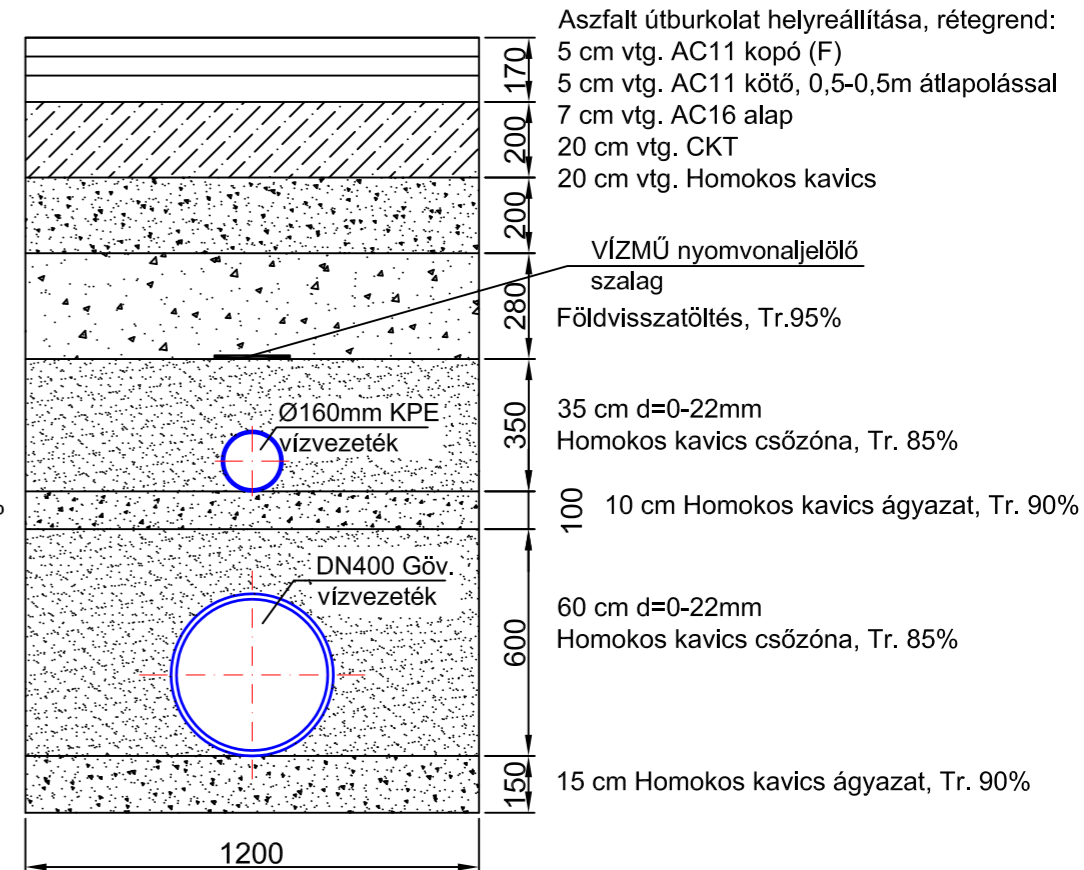 Aszfalt útburkolat helyreállítása, rétegrend:
5 cm vtg. AC11 kopó (F)
5 cm vtg. AC11 kötő, 0,5-0,5m átlapolással
7 cm vtg. AC16 alap
20 cm vtg. CKT
20 cm vtg. Homokos kavics
170
200
200
VÍZMŰ nyomvonaljelölő
szalag
280
Földvisszatöltés, Tr.95%
Ø160mm KPE
vízvezeték
350
35 cm d=0-22mm
Homokos kavics csőzóna, Tr. 85%
%
100
10 cm Homokos kavics ágyazat, Tr. 90%
DN400 Göv.
vízvezeték
600
60 cm d=0-22mm
Homokos kavics csőzóna, Tr. 85%
150
15 cm Homokos kavics ágyazat, Tr. 90%
1200